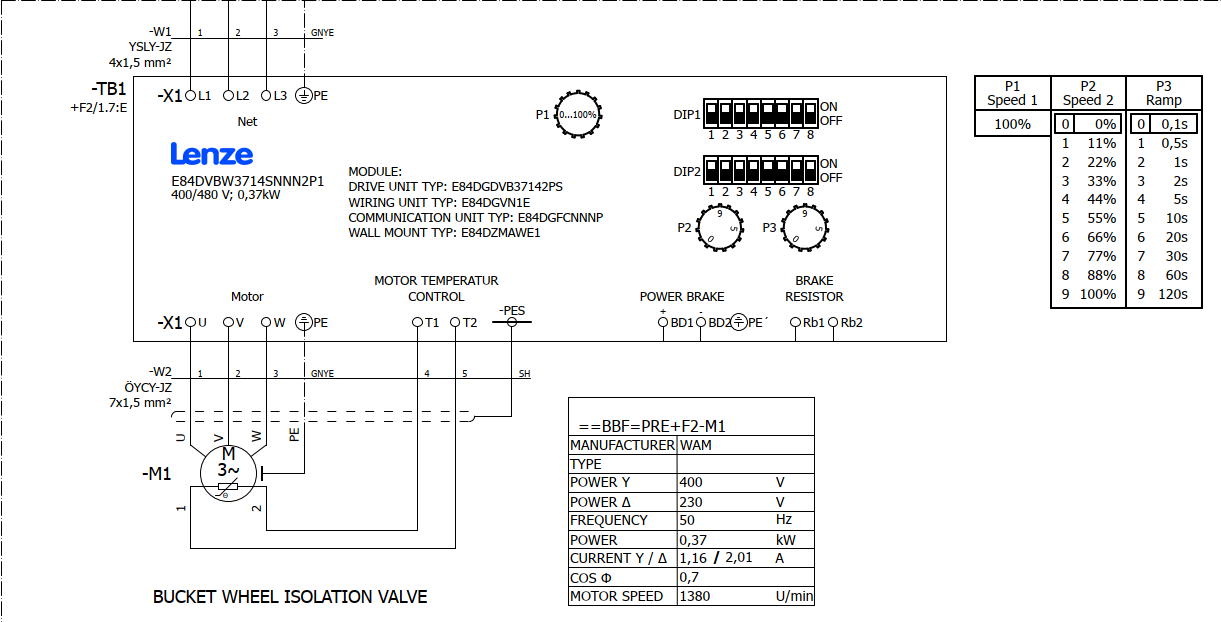 -W1 1 2 3 GNYE
YSLY-JZ
4x1,5 mm²
-TB1
+F2/1.7:E
-X1 L1 L2 L3 PE
Net
Lenze
E84DVBW3714SNNN2P1
400/480 V; 0,37kW
MODULE:
DRIVE UNIT TYP: E84DGDVB37142PS
WIRING UNIT TYP: E84DGVN1E
COMMUNICATION UNIT TYP: E84DGFCNNNP
WALL MOUNT TYP: E84DZMAWE1
P1 0...100%
DIP1 ON
OFF
1 2 3 4 5 6 7 8
DIP2 ON
OFF
1 2 3 4 5 6 7 8
P2 0 5 9
P3 0 5 9
P1 P2 P3
Speed 1 Speed 2 Ramp
100% 0 0% 0 0,1s
1 11% 1 0,5s
2 22% 2 1s
3 33% 3 2s
4 44% 4 5s
5 55% 5 10s
6 66% 6 20s
7 77% 7 30s
8 88% 8 60s
9 100% 9 120s
Motor
MOTOR TEMPERATUR
CONTROL
POWER BRAKE
BRAKE
RESISTOR
-X1 U V W PE T1 T2 -PES
+ -
BD1 BD2 PE´ Rb1 Rb2
-W2 1 2 3 GNYE 4 5 SH
ÖYCY-JZ
7x1,5 mm²
U V W PE
-M1
M
3~
Θ
1 2
BUCKET WHEEL ISOLATION VALVE
==BBF=PRE+F2-M1
MANUFACTURER WAM
TYPE
POWER Y 400 V
POWER Δ 230 V
FREQUENCY 50 Hz
POWER 0,37 kW
CURRENT Y / Δ 1,16 / 2,01 A
COS Φ 0,7
MOTOR SPEED 1380 U/min